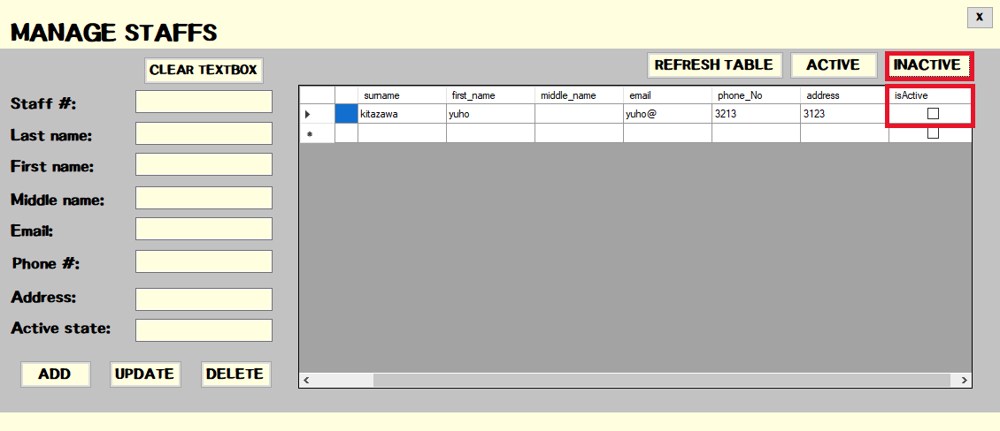 X
MANAGE STAFFS
CLEAR TEXTBOX
REFRESH TABLE ACTIVE INACTIVE
Staff #:
Last name:
First name:
Middle name:
Email:
Phone #:
Address:
Active state:
ADD UPDATE DELETE
surname first_name middle_name email phone_No address isActive
kitazawa yuho yuho@ 3213 3123